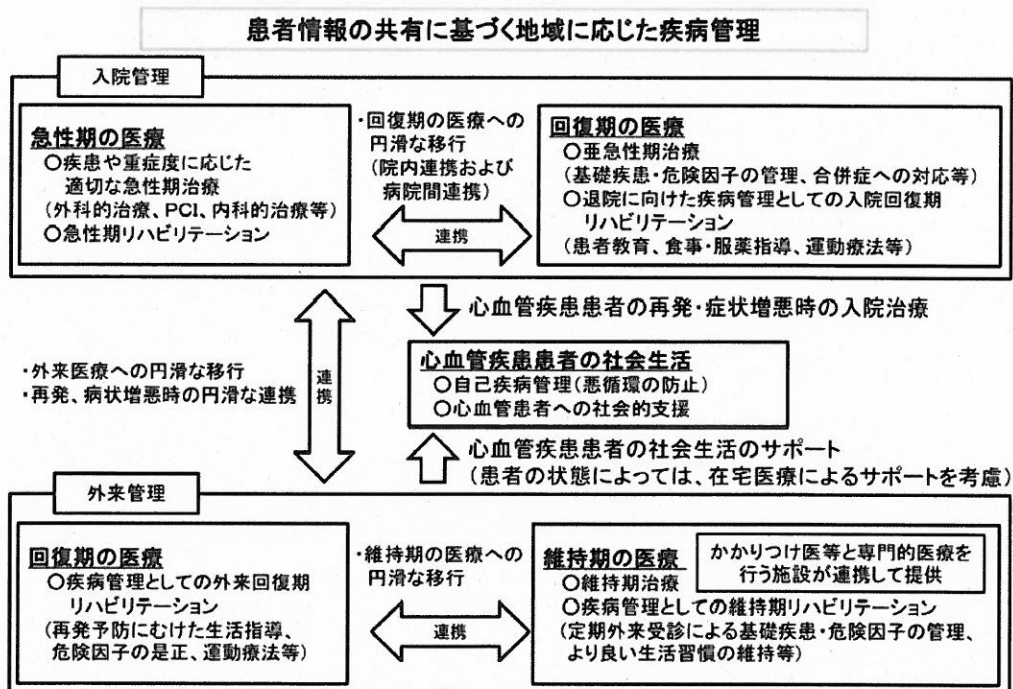 患者情報の共有に基づく地域に応じた疾病管理
入院管理
急性期の医療
○疾患や重症度に応じた
適切な急性期治療
(外科的治療、PCI、内科的治療等)
○急性期リハビリテーション
・回復期の医療への
円滑な移行
(院内連携および
病院間連携)
連携
回復期の医療
○亜急性期治療
(基礎疾患・危険因子の管理、合併症への対応等)
○退院に向けた疾病管理としての入院回復期
リハビリテーション
(患者教育、食事・服薬指導、運動療法等)
・外来医療への円滑な移行
・再発、病状増悪時の円滑な連携
連携
心血管疾患患者の再発・症状増悪時の入院治療
心血管疾患患者の社会生活
○自己疾病管理(悪循環の防止)
○心血管患者への社会的支援
心血管疾患患者の社会生活のサポート
(患者の状態によっては、在宅医療によるサポートを考慮)
外来管理
回復期の医療
○疾病管理としての外来回復期
リハビリテーション
(再発予防にむけた生活指導、
危険因子の是正、運動療法等)
・維持期の医療への
円滑な移行
連携
維持期の医療
かかりつけ医等と専門的医療を
行う施設が連携して提供
○維持期治療
○疾病管理としての維持期リハビリテーション
(定期外来受診による基礎疾患・危険因子の管理、
より良い生活習慣の維持等)